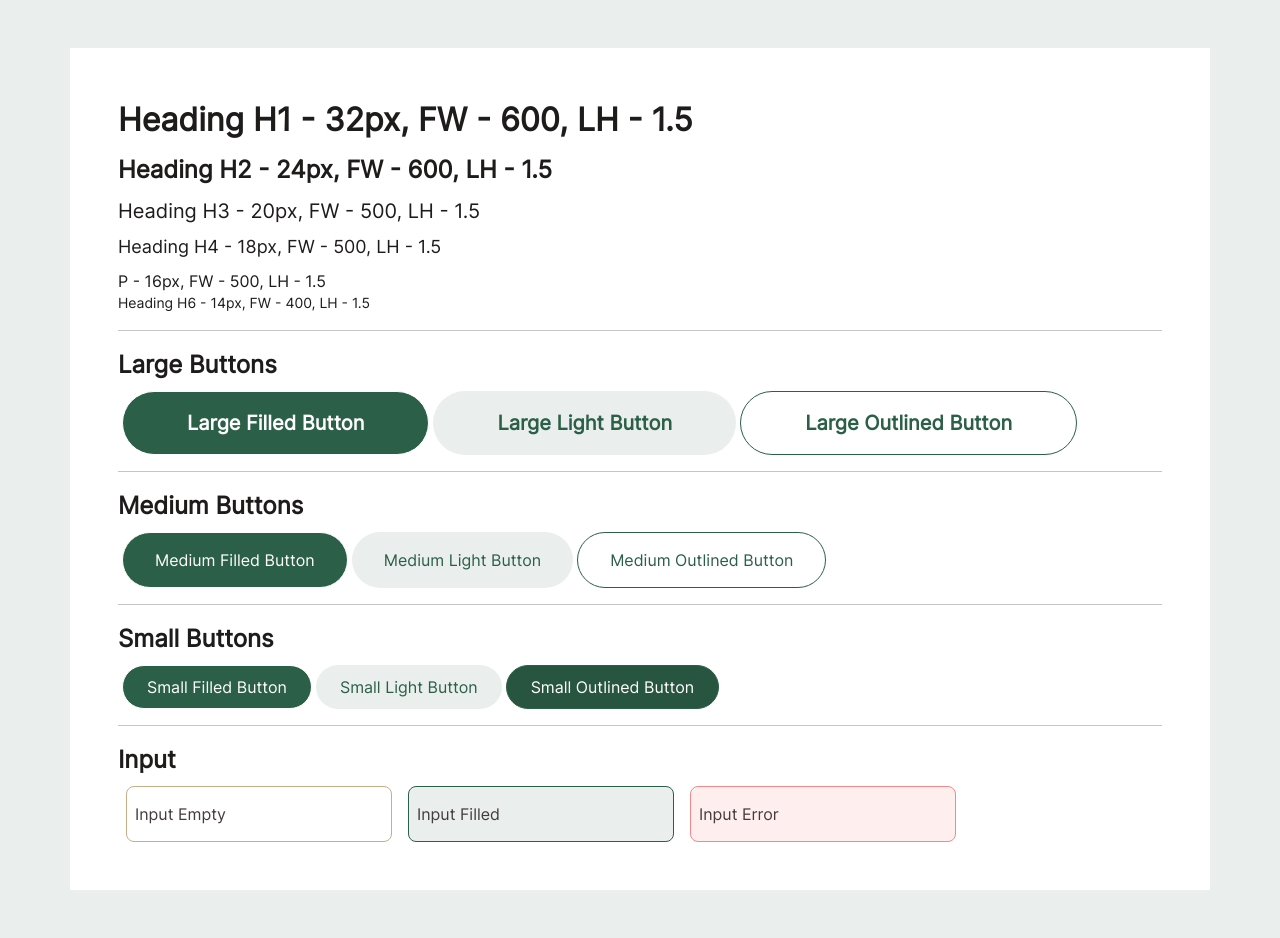 Heading H1 - 32px, FW - 600, LH - 1.5
Heading H2 - 24px, FW - 600, LH - 1.5
Heading H3 - 20px, FW - 500, LH - 1.5
Heading H4 - 18px, FW - 500, LH - 1.5
P - 16px, FW - 500, LH - 1.5
Heading H6 - 14px, FW - 400, LH - 1.5
Large Buttons
Large Filled Button Large Light Button Large Outlined Button
Medium Buttons
Medium Filled Button Medium Light Button Medium Outlined Button
Small Buttons
Small Filled Button Small Light Button Small Outlined Button
Input
Input Empty Input Filled Input Error